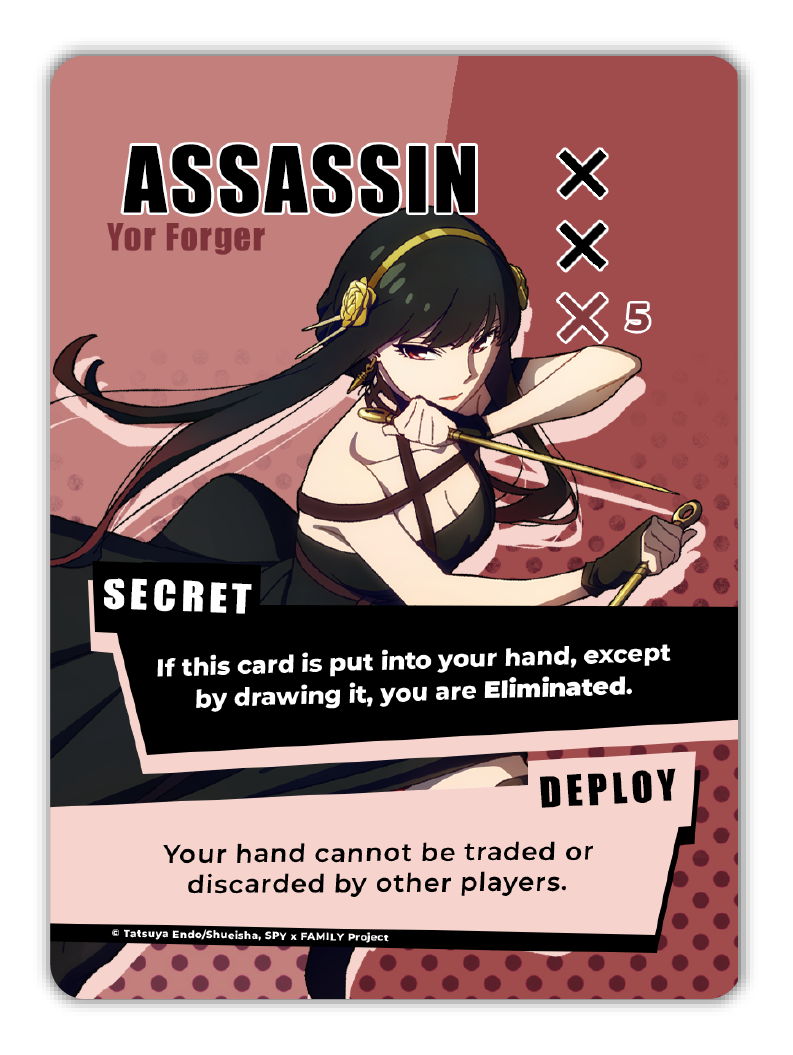 ASSASSIN
Yor Forger
5
SECRET
If this card is put into your hand, except
by drawing it, you are Eliminated.
DEPLOY
Your hand cannot be traded or
discarded by other players.
© Tatsuya Endo/Shueisha, SPY x FAMILY Project